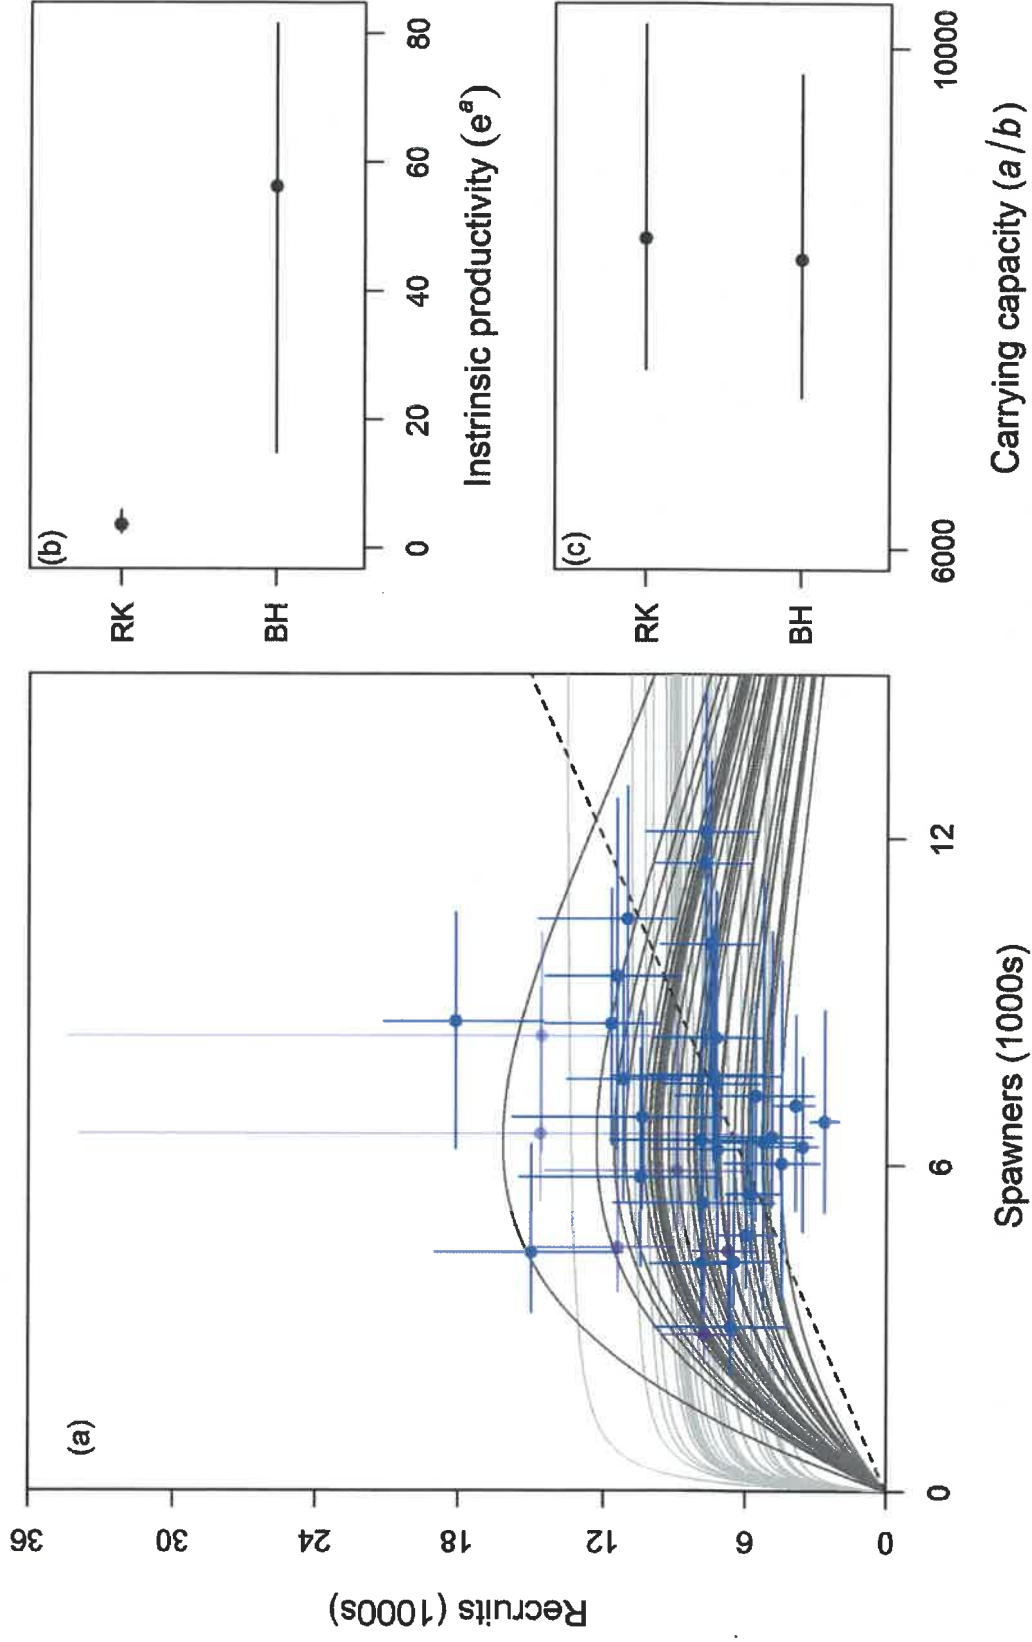 (a)
Recruits (1000s)
36
30
24
18
12
6
0
0
6
12
Spawners (1000s)
(b)
RK
BH
0
20
40
60
80
Instrinsic productivity (e^a)
(c)
RK
BH
6000
10000
Carrying capacity (a/b)